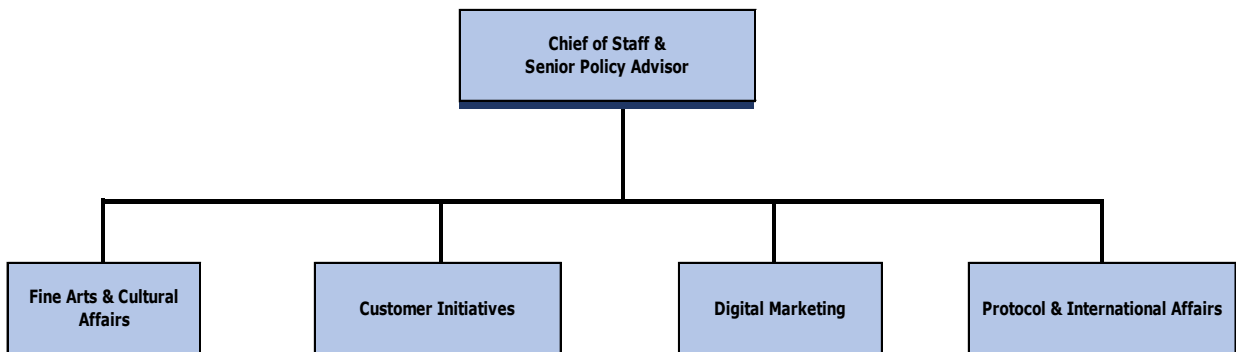 Chief of Staff &
Senior Policy Advisor
Fine Arts & Cultural
Affairs
Customer Initiatives
Digital Marketing
Protocol & International Affairs